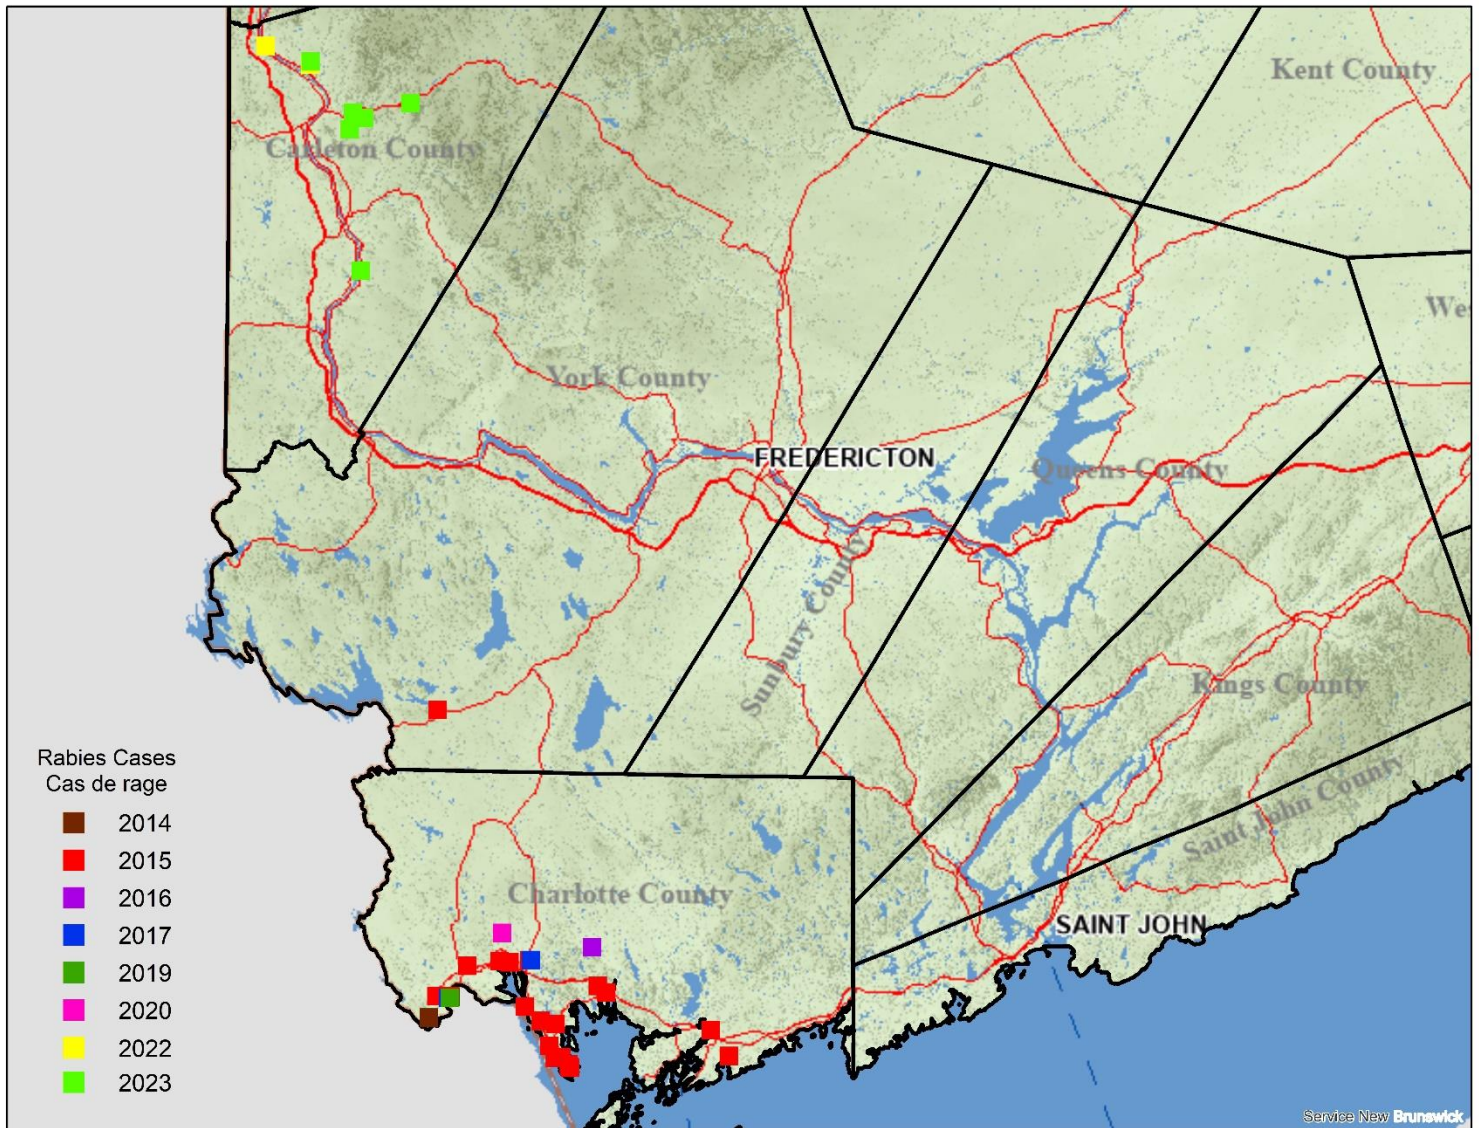 Kent County
Carleton County
Wes
York County
FREDERICTON
Queens County
Sunbury County
Kings County
Rabies Cases
Cas de rage
2014
2015
2016
2017
2019
2020
2022
2023
Saint John County
Charlotte County
SAINT JOHN
Service New Brunswick